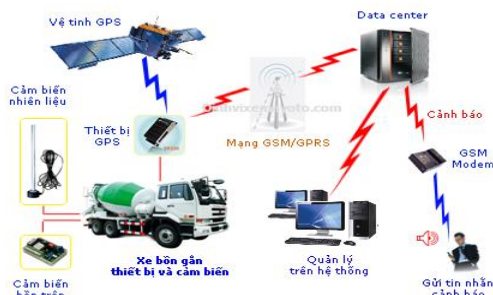 Vệ tinh GPS
Data center
Cảm biến
nhiên liệu
Thiết bị
GPS
Mạng GSM/GPRS
Cảnh báo
GSM
Modem
Xe bồn gắn
thiết bị và cảm biến
Quản lý
trên hệ thống
Cảm biến
bồn trộn
Gửi tin nhắn
cảnh báo